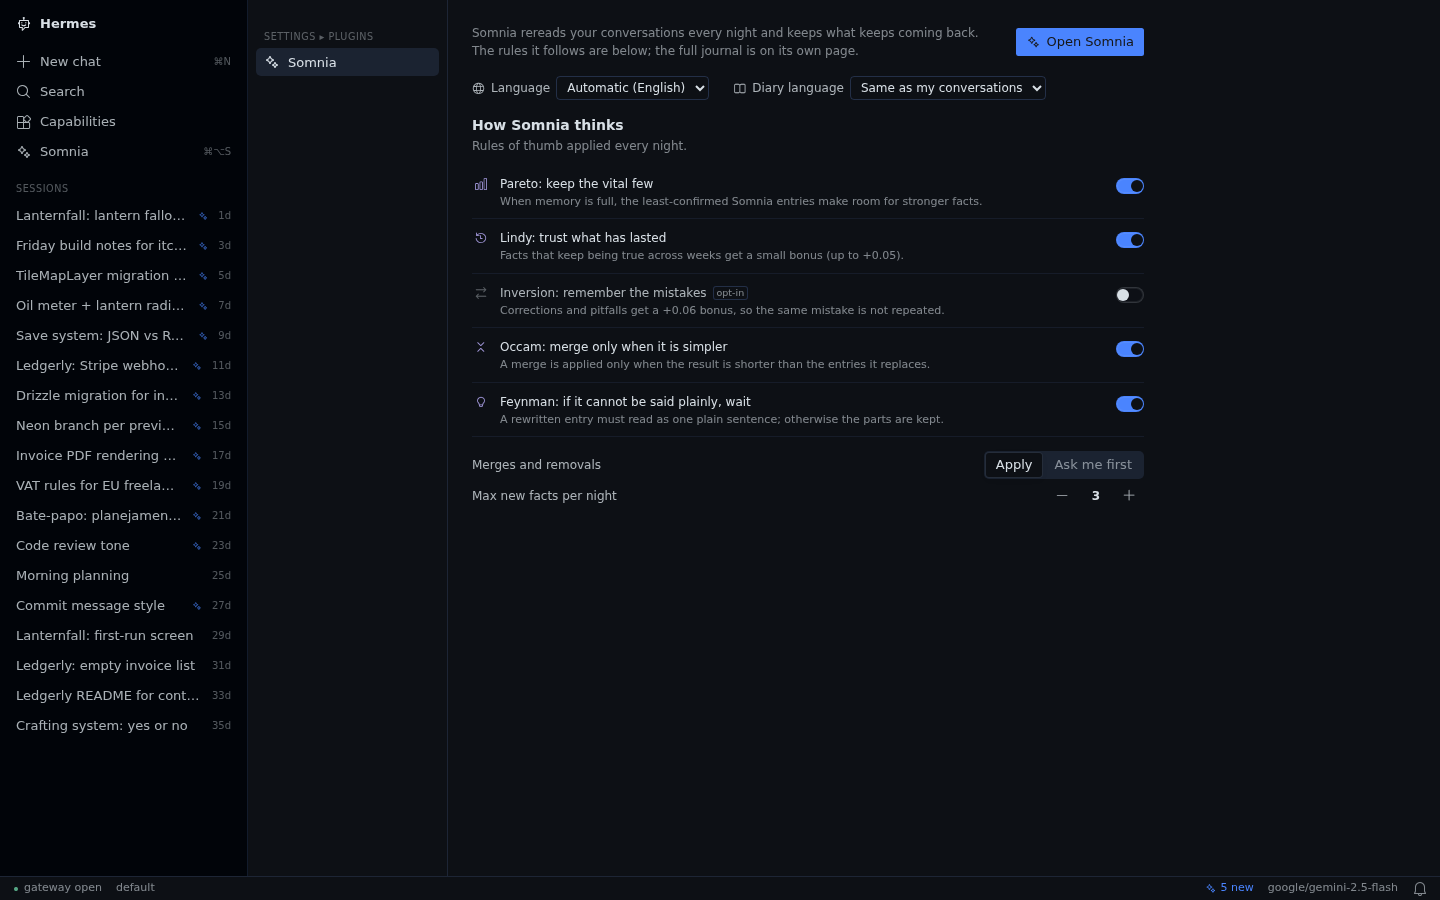 Hermes
New chat ⌘N
Search
Capabilities
Somnia ⌘⌥S
SESSIONS
Lanternfall: lantern fallo... 1d
Friday build notes for itc... 3d
TileMapLayer migration ... 5d
Oil meter + lantern radi... 7d
Save system: JSON vs R... 9d
Ledgerly: Stripe webho... 11d
Drizzle migration for in... 13d
Neon branch per previ... 15d
Invoice PDF rendering ... 17d
VAT rules for EU freela... 19d
Bate-papo: planejamen... 21d
Code review tone 23d
Morning planning 25d
Commit message style 27d
Lanternfall: first-run screen 29d
Ledgerly: empty invoice list 31d
Ledgerly README for cont... 33d
Crafting system: yes or no 35d
SETTINGS ▸ PLUGINS
Somnia
Somnia rereads your conversations every night and keeps what keeps coming back.
The rules it follows are below; the full journal is on its own page.
Open Somnia
Language Automatic (English) Diary language Same as my conversations
How Somnia thinks
Rules of thumb applied every night.
Pareto: keep the vital few
When memory is full, the least-confirmed Somnia entries make room for stronger facts.
Lindy: trust what has lasted
Facts that keep being true across weeks get a small bonus (up to +0.05).
Inversion: remember the mistakes opt-in
Corrections and pitfalls get a +0.06 bonus, so the same mistake is not repeated.
Occam: merge only when it is simpler
A merge is applied only when the result is shorter than the entries it replaces.
Feynman: if it cannot be said plainly, wait
A rewritten entry must read as one plain sentence; otherwise the parts are kept.
Merges and removals Apply Ask me first
Max new facts per night — 3 +
gateway open default 5 new google/gemini-2.5-flash